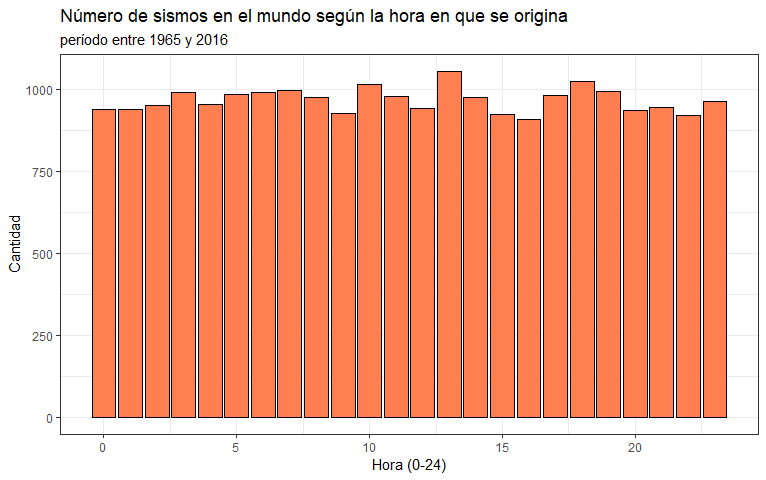 Número de sismos en el mundo según la hora en que se origina
período entre 1965 y 2016
Cantidad
1000
750
500
250
0
0 5 10 15 20
Hora (0-24)